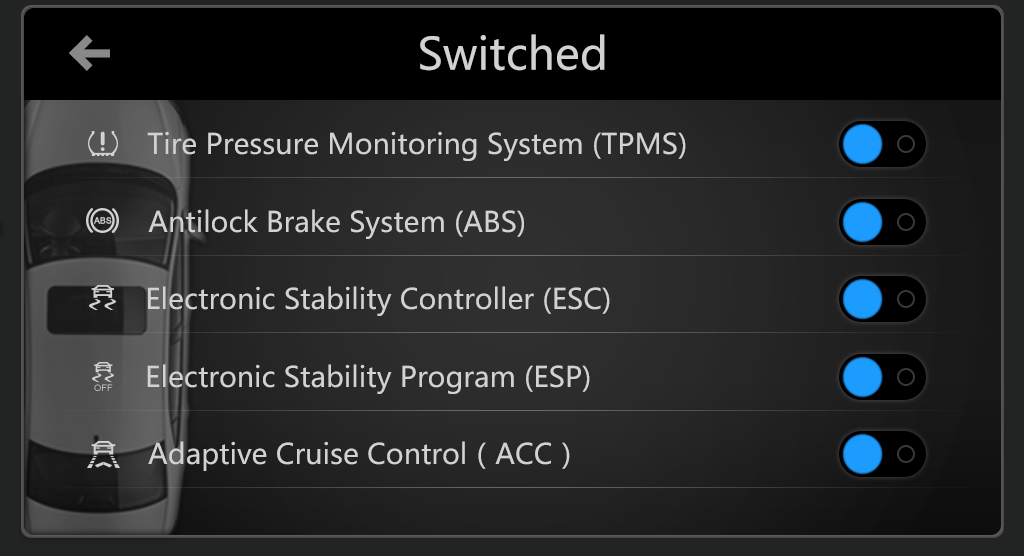 Switched
Tire Pressure Monitoring System (TPMS)
ABS Antilock Brake System (ABS)
Electronic Stability Controller (ESC)
Electronic Stability Program (ESP)
OFF
Adaptive Cruise Control ( ACC )